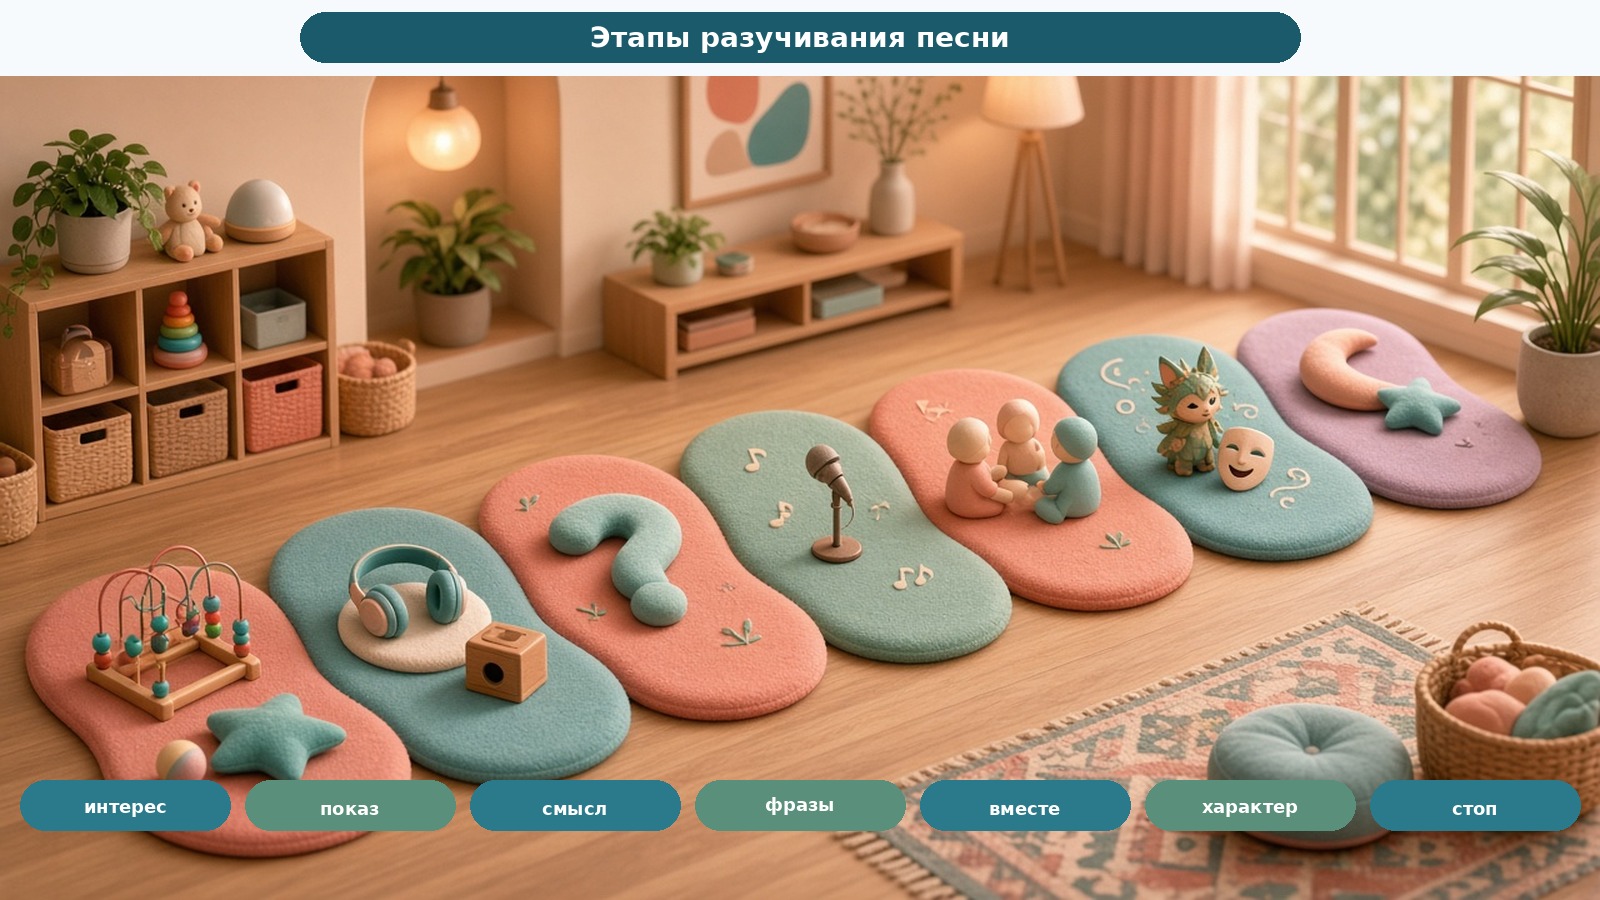 Этапы разучивания песни
интерес
показ
смысл
фразы
вместе
характер
стоп